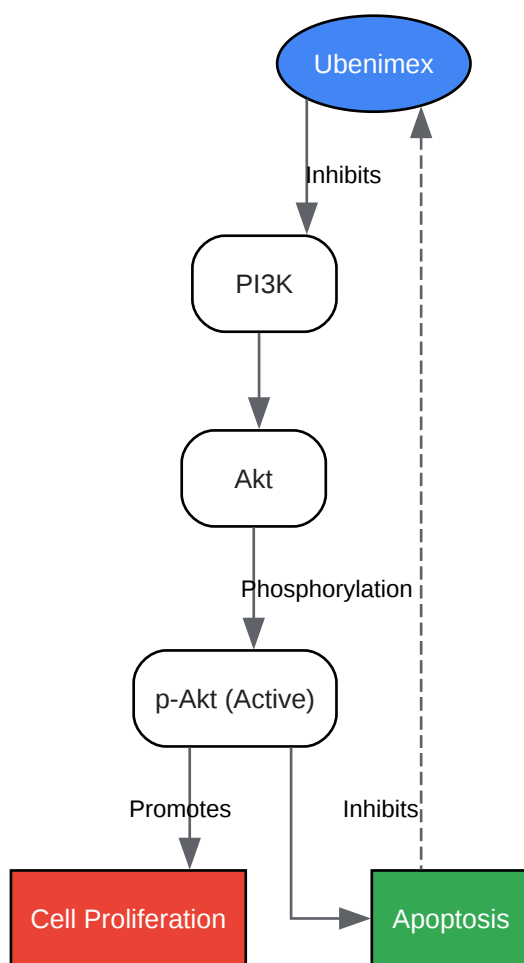 Ubenimex
Inhibits
PI3K
Akt
Phosphorylation
p-Akt (Active)
Promotes
Inhibits
Cell Proliferation
Apoptosis